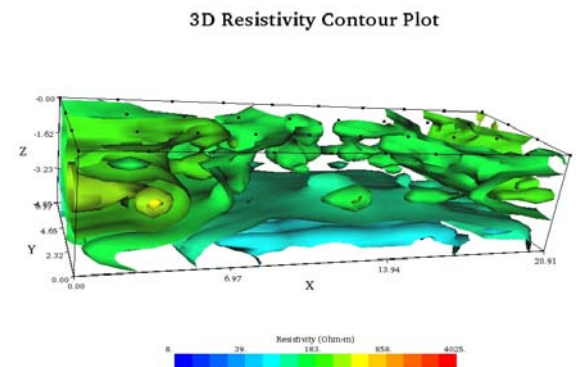 3D Resistivity Contour Plot
-0.00
-1.62
Z
-3.23
4.65
Y
2.32
0.00
0.00
6.97
X
13.94
20.91
Resistivity (Ohm-m)
8. 39. 183. 858. 4025.